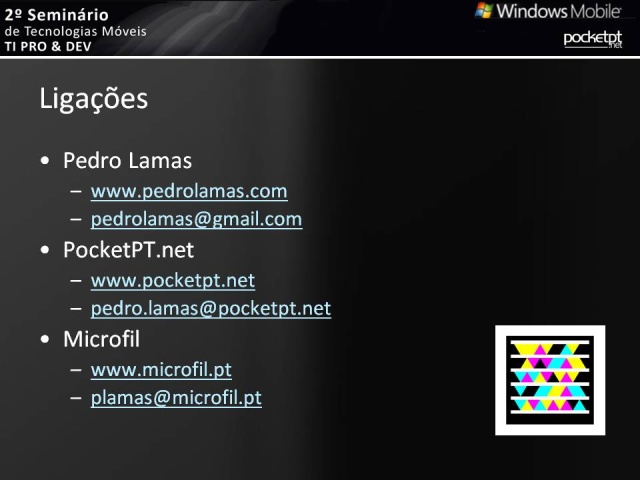 2º Seminário
de Tecnologias Móveis
TI PRO & DEV
Windows Mobile
pocketpt
.net
Ligações
• Pedro Lamas
– www.pedrolamas.com
– pedrolamas@gmail.com
• PocketPT.net
– www.pocketpt.net
– pedro.lamas@pocketpt.net
• Microfil
– www.microfil.pt
– plamas@microfil.pt